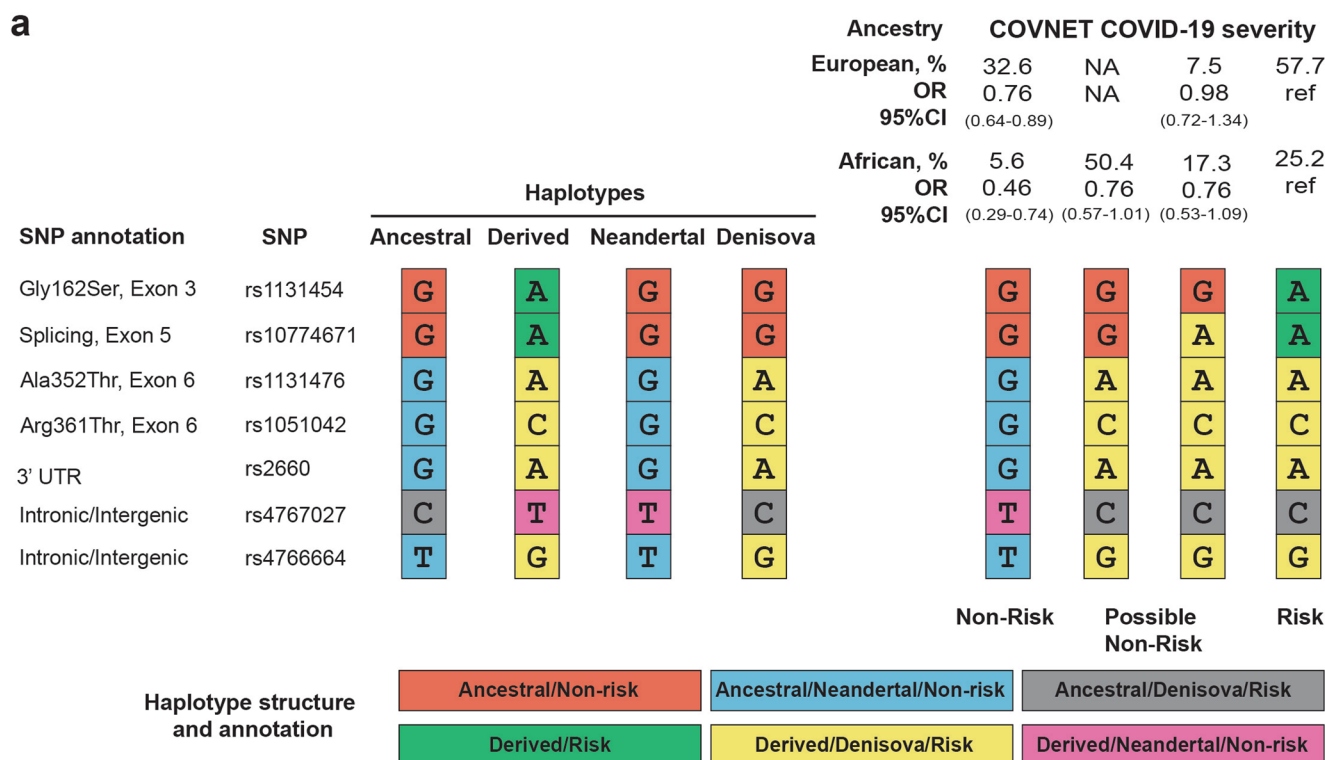 a
Ancestry COVNET COVID-19 severity
European, % 32.6 NA 7.5 57.7
OR 0.76 NA 0.98 ref
95%CI (0.64-0.89) (0.72-1.34)
African, % 5.6 50.4 17.3 25.2
OR 0.46 0.76 0.76 ref
95%CI (0.29-0.74) (0.57-1.01) (0.53-1.09)
Haplotypes
SNP annotation SNP Ancestral Derived Neandertal Denisova
Gly162Ser, Exon 3 rs1131454 G A G G G G G A
Splicing, Exon 5 rs10774671 G A G G G G A A
Ala352Thr, Exon 6 rs1131476 G A G A G A A A
Arg361Thr, Exon 6 rs1051042 G C G C G C C C
3' UTR rs2660 G A G A G A A A
Intronic/Intergenic rs4767027 C T T C T C C C
Intronic/Intergenic rs4766664 T G T G T G G G
Non-Risk Possible Risk
Non-Risk
Haplotype structure
and annotation
Ancestral/Non-risk Ancestral/Neandertal/Non-risk Ancestral/Denisova/Risk
Derived/Risk Derived/Denisova/Risk Derived/Neandertal/Non-risk